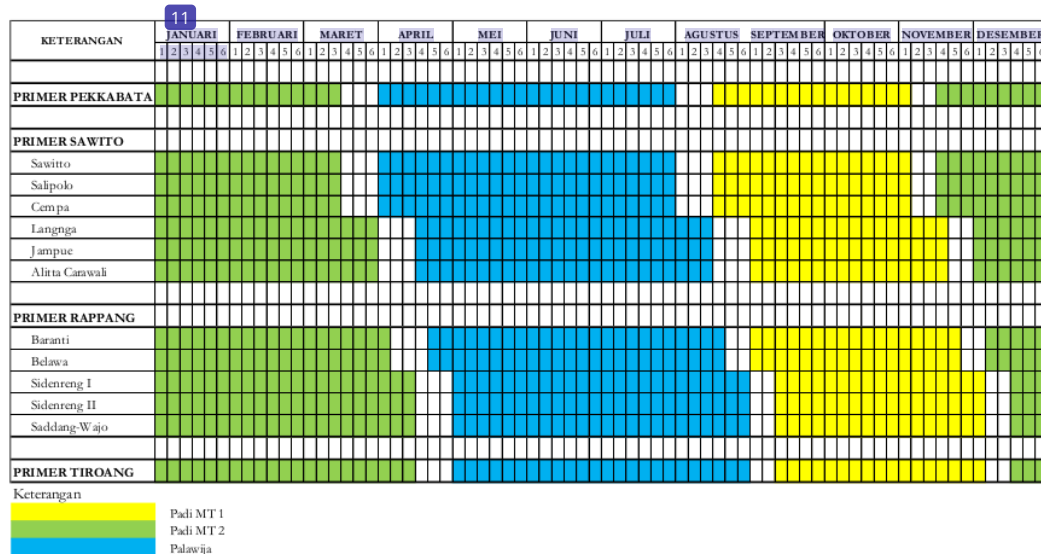 11
KETERANGAN JANUARI FEBRUARI MARET APRIL MEI JUNI JULI AGUSTUS SEPTEMBER OKTOBER NOVEMBER DESEMBER
1 2 3 4 5 6 1 2 3 4 5 6 1 2 3 4 5 6 1 2 3 4 5 6 1 2 3 4 5 6 1 2 3 4 5 6 1 2 3 4 5 6 1 2 3 4 5 6 1 2 3 4 5 6 1 2 3 4 5 6 1 2 3 4 5 6 1 2 3 4 5 6
PRIMER PEKKABATA
PRIMER SAWITO
Sawitto
Salipolo
Cempa
Langnga
Jampue
Alitta Carawali
PRIMER RAPPANG
Baranti
Belawa
Sidenreng I
Sidenreng II
Saddang-Wajo
PRIMER TIROANG
Keterangan
Padi MT 1
Padi MT 2
Palawija